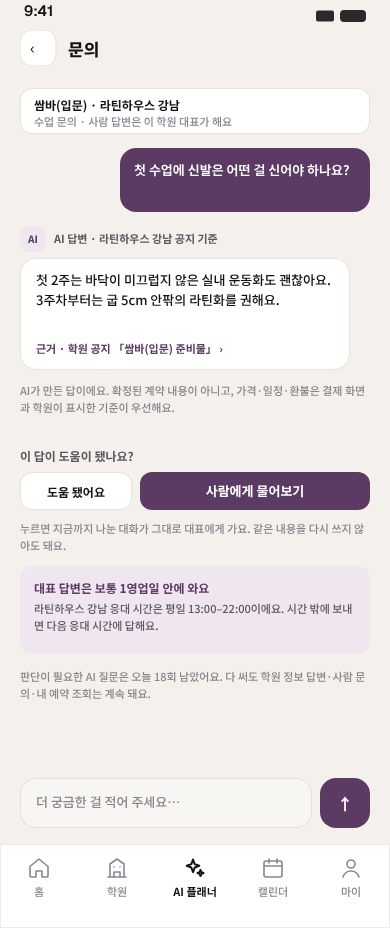 9:41
‹ 문의
쌈바(입문) · 라틴하우스 강남
수업 문의 · 사람 답변은 이 학원 대표가 해요
첫 수업에 신발은 어떤 걸 신어야 하나요?
AI AI 답변 · 라틴하우스 강남 공지 기준
첫 2주는 바닥이 미끄럽지 않은 실내 운동화도 괜찮아요.
3주차부터는 굽 5cm 안팎의 라틴화를 권해요.
근거 · 학원 공지 「쌈바(입문) 준비물」 ›
AI가 만든 답이에요. 확정된 계약 내용이 아니고, 가격·일정·환불은 결제 화면
과 학원이 표시한 기준이 우선해요.
이 답이 도움이 됐나요?
도움 됐어요 사람에게 물어보기
누르면 지금까지 나눈 대화가 그대로 대표에게 가요. 같은 내용을 다시 쓰지 않
아도 돼요.
대표 답변은 보통 1영업일 안에 와요
라틴하우스 강남 응대 시간은 평일 13:00–22:00이에요. 시간 밖에 보내
면 다음 응대 시간에 답해요.
판단이 필요한 AI 질문은 오늘 18회 남았어요. 다 써도 학원 정보 답변·사람 문
의·내 예약 조회는 계속 돼요.
더 궁금한 걸 적어 주세요… ↑
홈 학원 AI 플래너 캘린더 마이